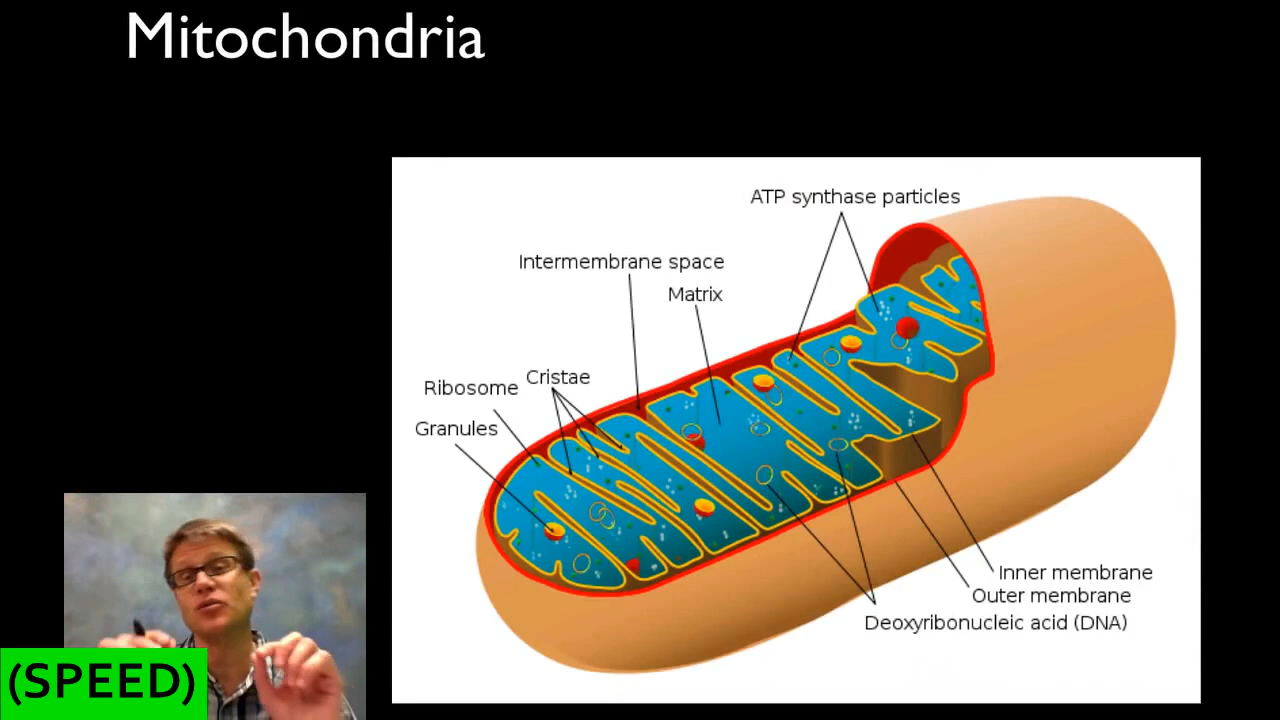 Mitochondria
ATP synthase particles
Intermembrane space
Matrix
Cristae
Ribosome
Granules
Inner membrane
Outer membrane
Deoxyribonucleic acid (DNA)
(SPEED)